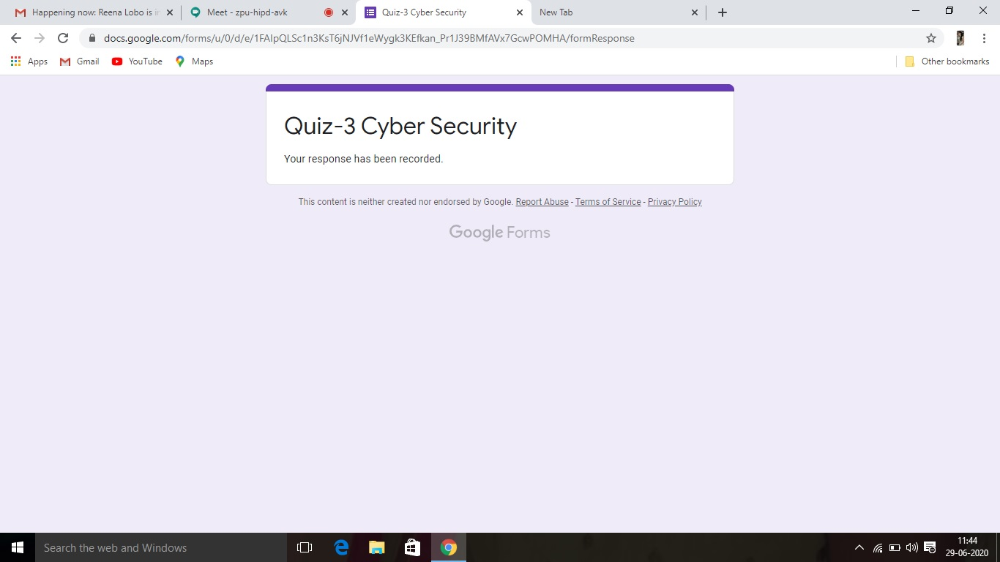 Happening now: Reena Lobo is in
Meet - zpu-hipd-avk
Quiz-3 Cyber Security
New Tab
docs.google.com/forms/u/0/d/e/1FAIpQLSc1n3KsT6jNJVf1eWygk3KEfkan_Pr1J39BMfAVx7GcwPOMHA/formResponse
Apps
Gmail
YouTube
Maps
Other bookmarks
Quiz-3 Cyber Security
Your response has been recorded.
This content is neither created nor endorsed by Google. Report Abuse - Terms of Service - Privacy Policy
Google Forms
Search the web and Windows
11:44
29-06-2020